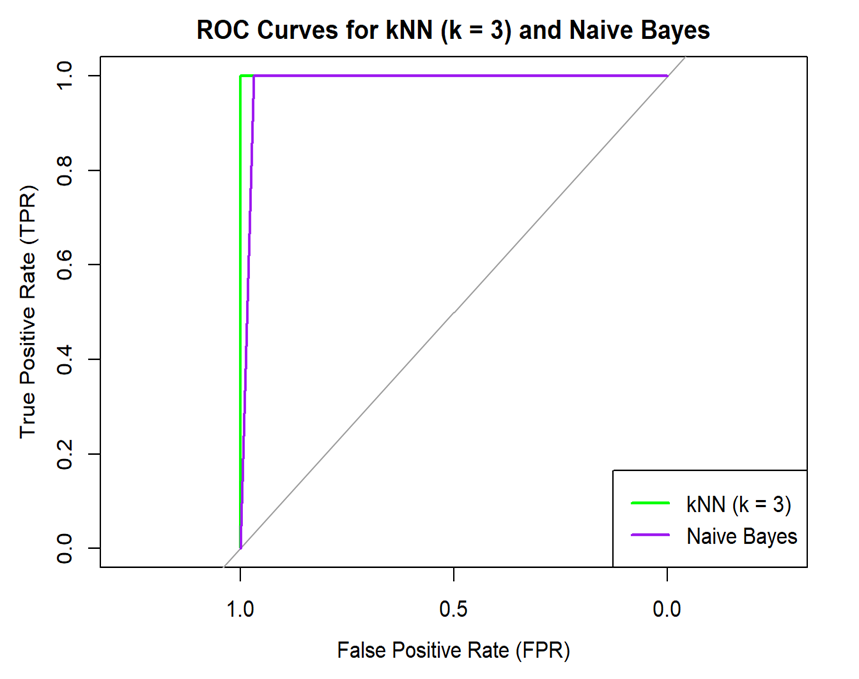 ROC Curves for kNN (k = 3) and Naive Bayes
True Positive Rate (TPR)
1.0
0.8
0.6
0.4
0.2
0.0
kNN (k = 3)
Naive Bayes
1.0 0.5 0.0
False Positive Rate (FPR)